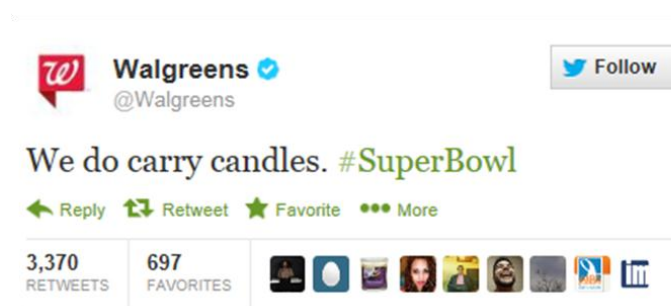 Walgreens
@Walgreens
Follow
We do carry candles. #SuperBowl
Reply Retweet Favorite More
3,370 697
RETWEETS FAVORITES